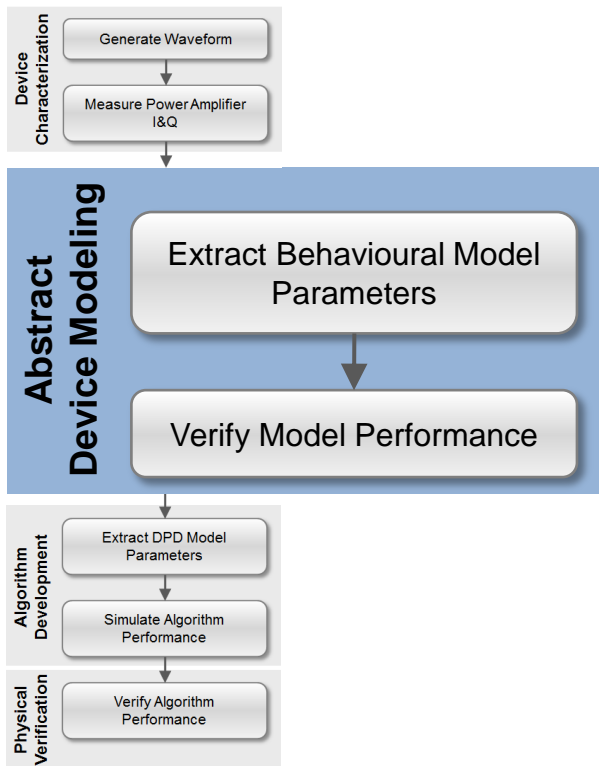 Device
Characterization
Generate Waveform
Measure Power Amplifier
I&Q
Abstract
Device Modeling
Extract Behavioural Model
Parameters
Verify Model Performance
Algorithm
Development
Extract DPD Model
Parameters
Simulate Algorithm
Performance
Physical
Verification
Verify Algorithm
Performance